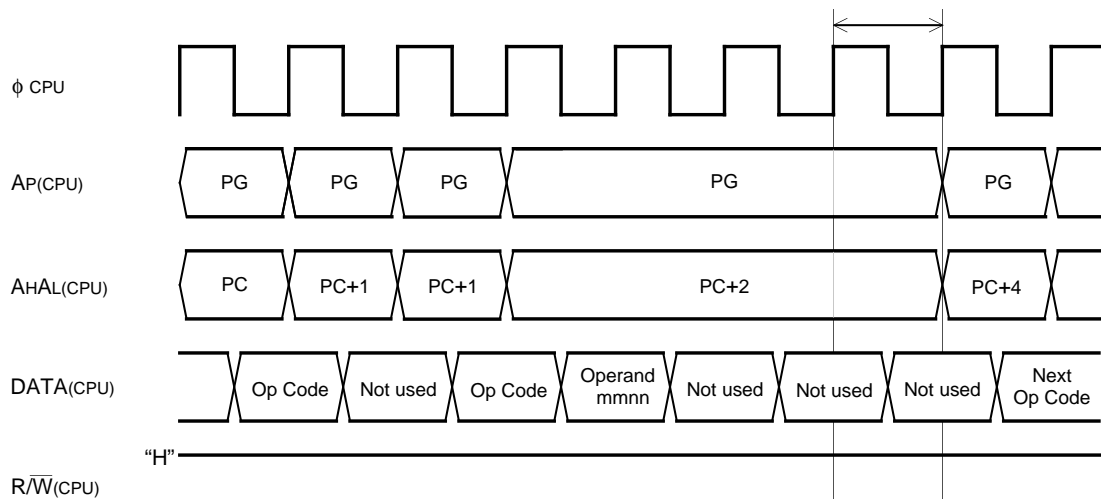 ϕ CPU
AP(CPU) PG PG PG PG PG
AHAL(CPU) PC PC+1 PC+1 PC+2 PC+4
DATA(CPU) Op Code Not used Op Code Operand mmnn Not used Not used Not used Next Op Code
“H”
R/W̅(CPU)